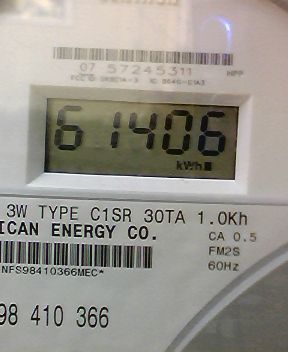 07 57245311 HPP
61406
kWh
3W TYPE C1SR 30TA 1.0Kh
ICAN ENERGY CO.
CA 0.5
FM2S
60Hz
NFS98410366MEC*
98 410 366